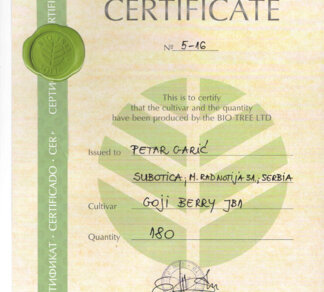 CERTIFICATE
№ 5-16
This is to certify
that the cultivar and the quantity
have been produced by the BIO TREE LTD
Issued to PETAR GARIĆ
SUBOTICA, M. RADNOTIJA 31, SERBIA
Cultivar GOJI BERRY JB1
Quantity 180
СЕРТИФИКАТ · CERTIFICADO · CER